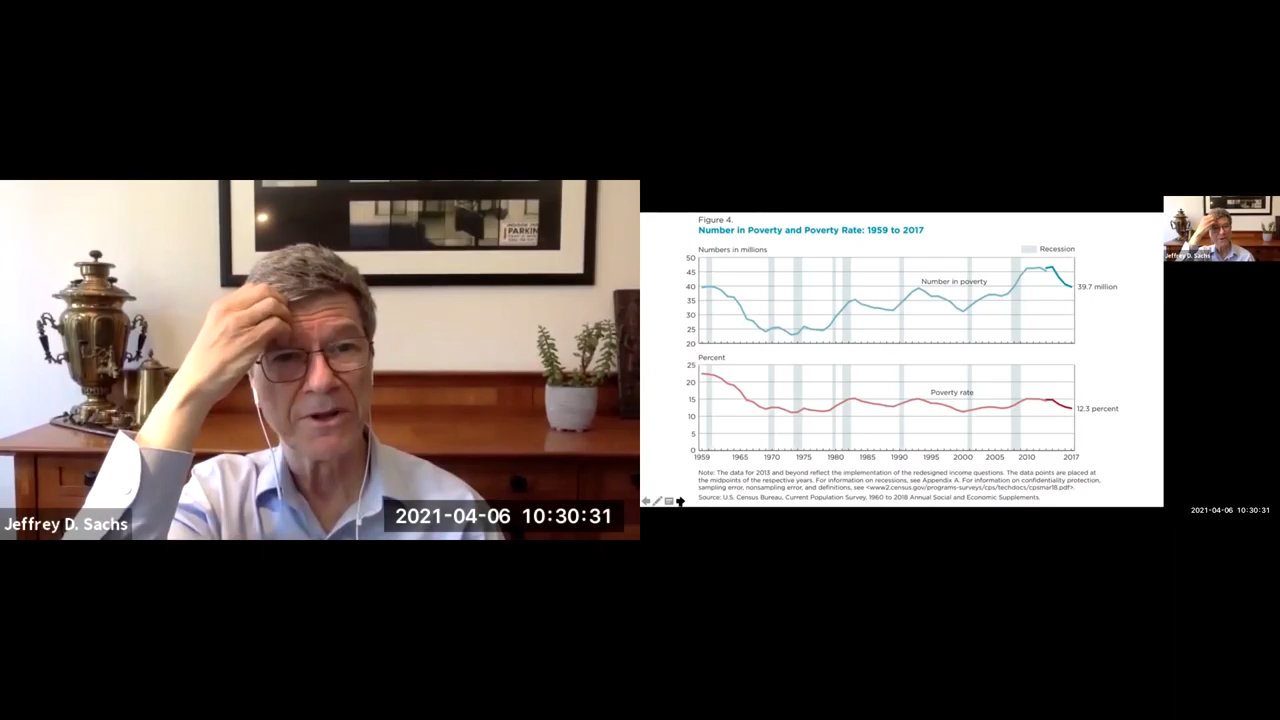 PARKIN
Jeffrey D. Sachs
2021-04-06 10:30:31
Figure 4.
Number in Poverty and Poverty Rate: 1959 to 2017
Numbers in millions
Recession
50
45
40
35
30
25
20
Number in poverty
39.7 million
Percent
25
20
15
10
5
0
Poverty rate
12.3 percent
1959 1965 1970 1975 1980 1985 1990 1995 2000 2005 2010 2017
Note: The data for 2013 and beyond reflect the implementation of the redesigned income questions. The data points are placed at
the midpoints of the respective years. For information on recessions, see Appendix A. For information on confidentiality protection,
sampling error, nonsampling error, and definitions, see <www2.census.gov/programs-surveys/cps/techdocs/cpsmar18.pdf>.
Source: U.S. Census Bureau, Current Population Survey, 1960 to 2018 Annual Social and Economic Supplements.
Jeffrey D. Sachs
2021-04-06 10:30:31